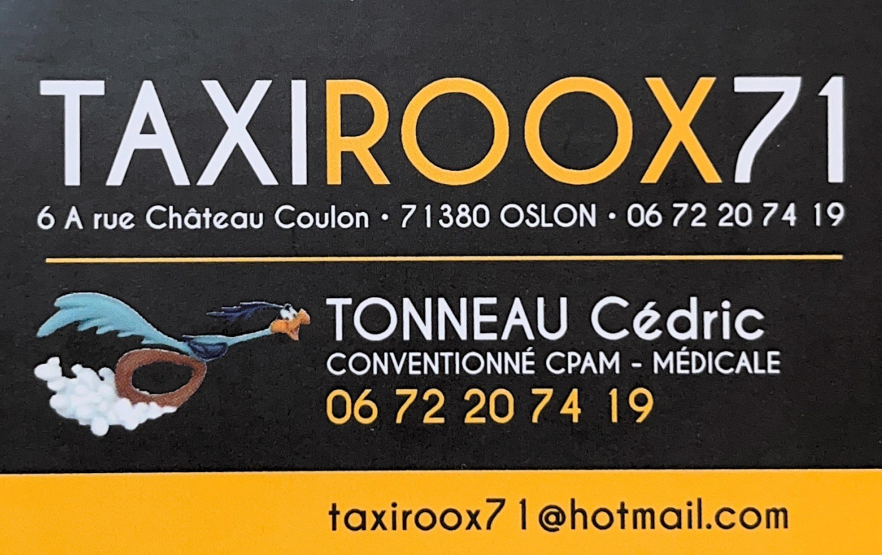 TAXIROOX71
6 A rue Château Coulon • 71380 OSLON • 06 72 20 74 19
TONNEAU Cédric
CONVENTIONNÉ CPAM - MÉDICALE
06 72 20 74 19
taxiroox71@hotmail.com